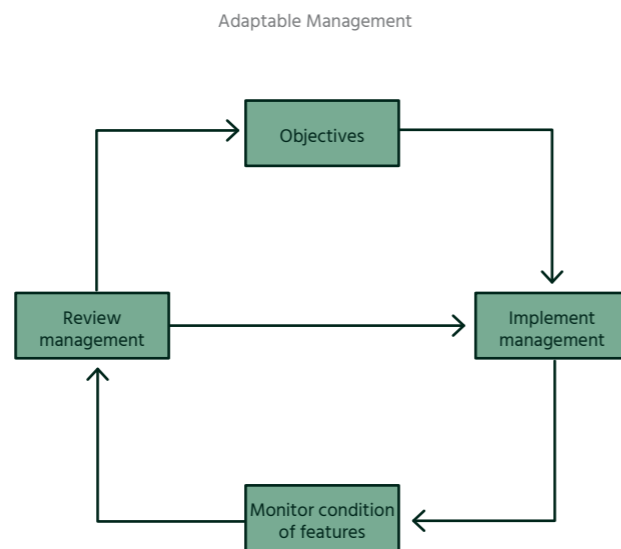 Adaptable Management
Objectives
Review
management
Implement
management
Monitor condition
of features